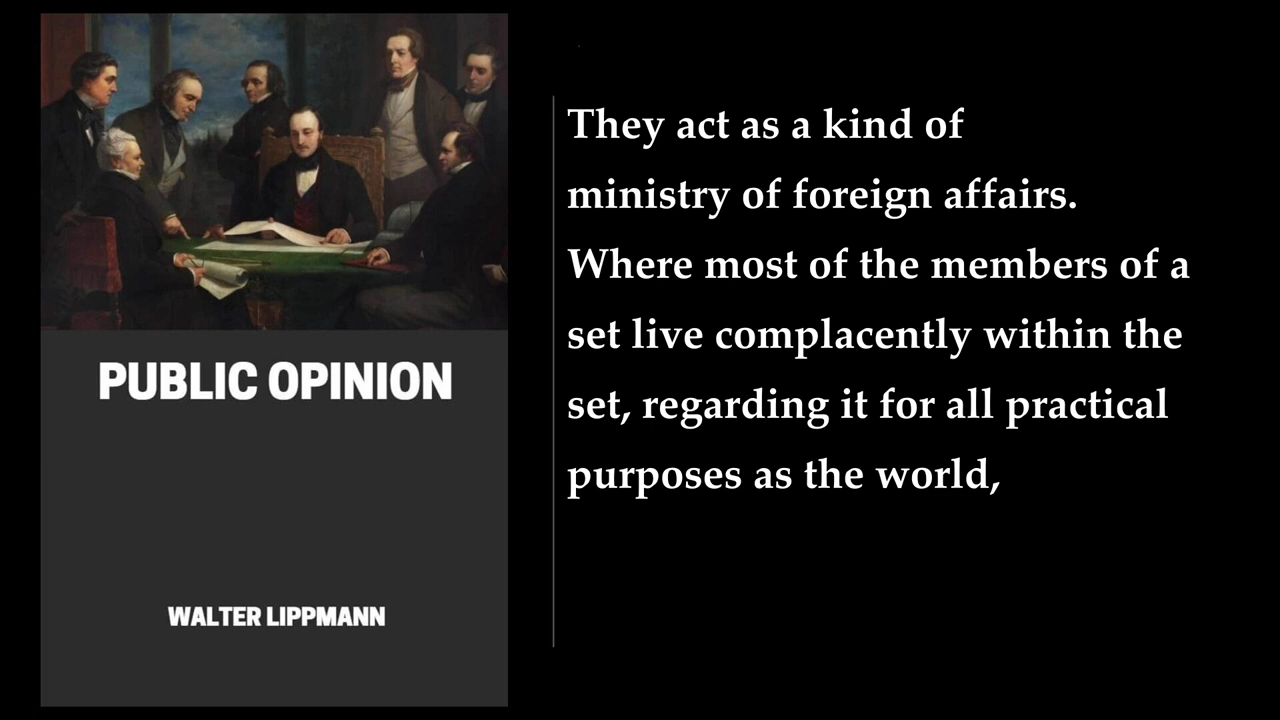 PUBLIC OPINION
WALTER LIPPMANN
They act as a kind of
ministry of foreign affairs.
Where most of the members of a
set live complacently within the
set, regarding it for all practical
purposes as the world,